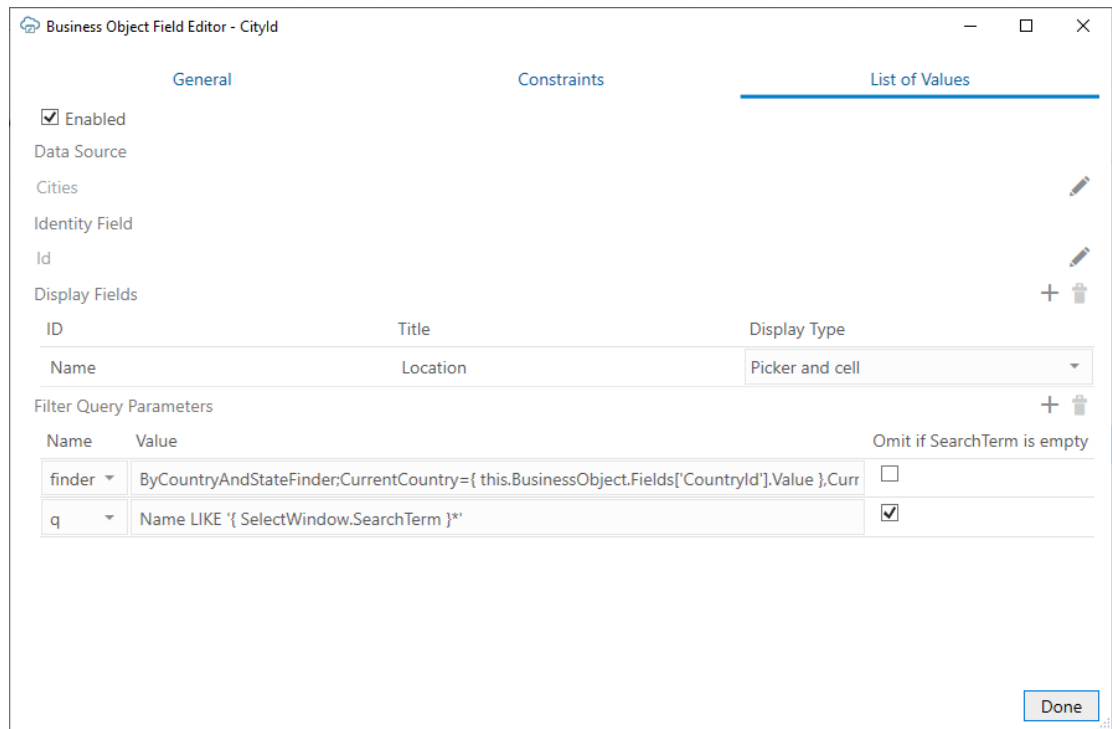 Business Object Field Editor - CityId
General Constraints List of Values
Enabled
Data Source
Cities
Identity Field
Id
Display Fields
ID Title Display Type
Name Location Picker and cell
Filter Query Parameters
Name Value Omit if SearchTerm is empty
finder ByCountryAndStateFinder;CurrentCountry={ this.BusinessObject.Fields['CountryId'].Value },Curr
q Name LIKE '{ SelectWindow.SearchTerm }*'
Done